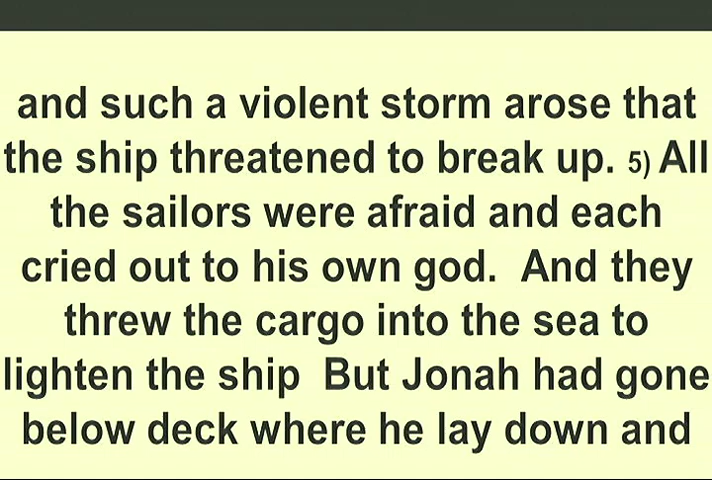 and such a violent storm arose that
the ship threatened to break up. 5) All
the sailors were afraid and each
cried out to his own god.  And they
threw the cargo into the sea to
lighten the ship  But Jonah had gone
below deck where he lay down and